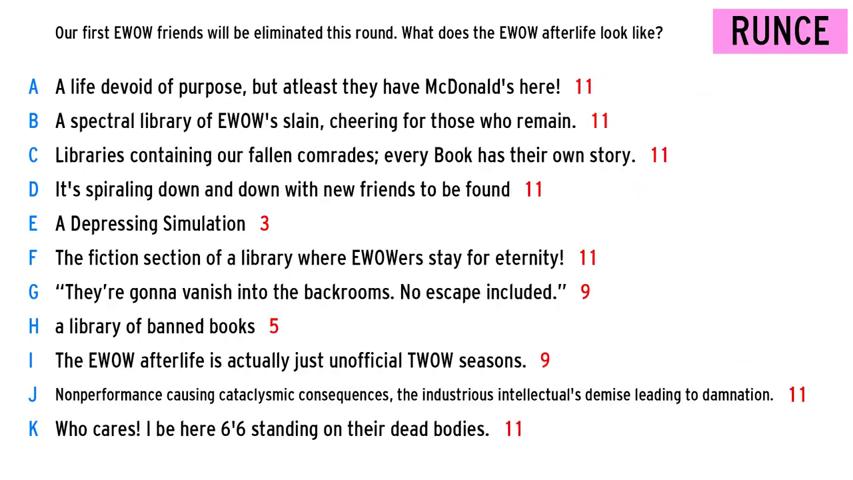 Our first EWOW friends will be eliminated this round. What does the EWOW afterlife look like?
RUNCE
A A life devoid of purpose, but atleast they have McDonald's here! 11
B A spectral library of EWOW's slain, cheering for those who remain. 11
C Libraries containing our fallen comrades; every Book has their own story. 11
D It's spiraling down and down with new friends to be found 11
E A Depressing Simulation 3
F The fiction section of a library where EWOWers stay for eternity! 11
G “They’re gonna vanish into the backrooms. No escape included.” 9
H a library of banned books 5
I The EWOW afterlife is actually just unofficial TWOW seasons. 9
J Nonperformance causing cataclysmic consequences, the industrious intellectual's demise leading to damnation. 11
K Who cares! I be here 6'6 standing on their dead bodies. 11